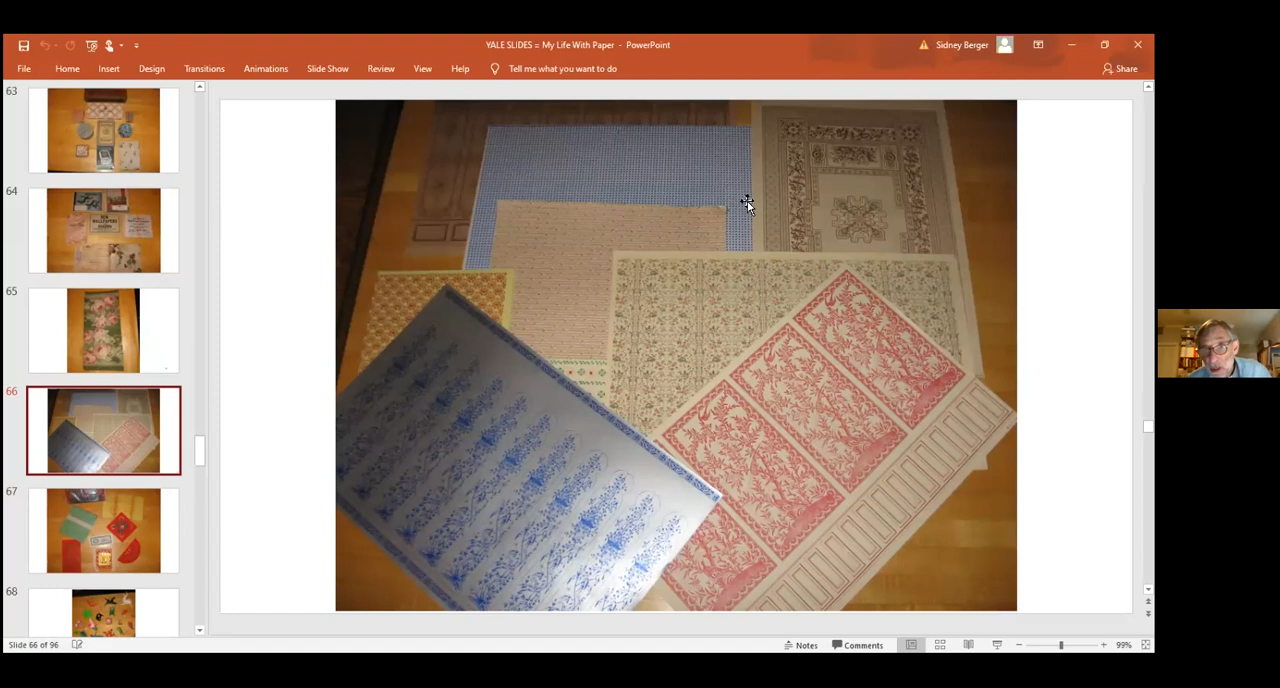 YALE SLIDES = My Life With Paper - PowerPoint
Sidney Berger
File Home Insert Design Transitions Animations Slide Show Review View Help Tell me what you want to do
Share
63
64
65
66
67
68
Slide 66 of 96
Notes
Comments
99%